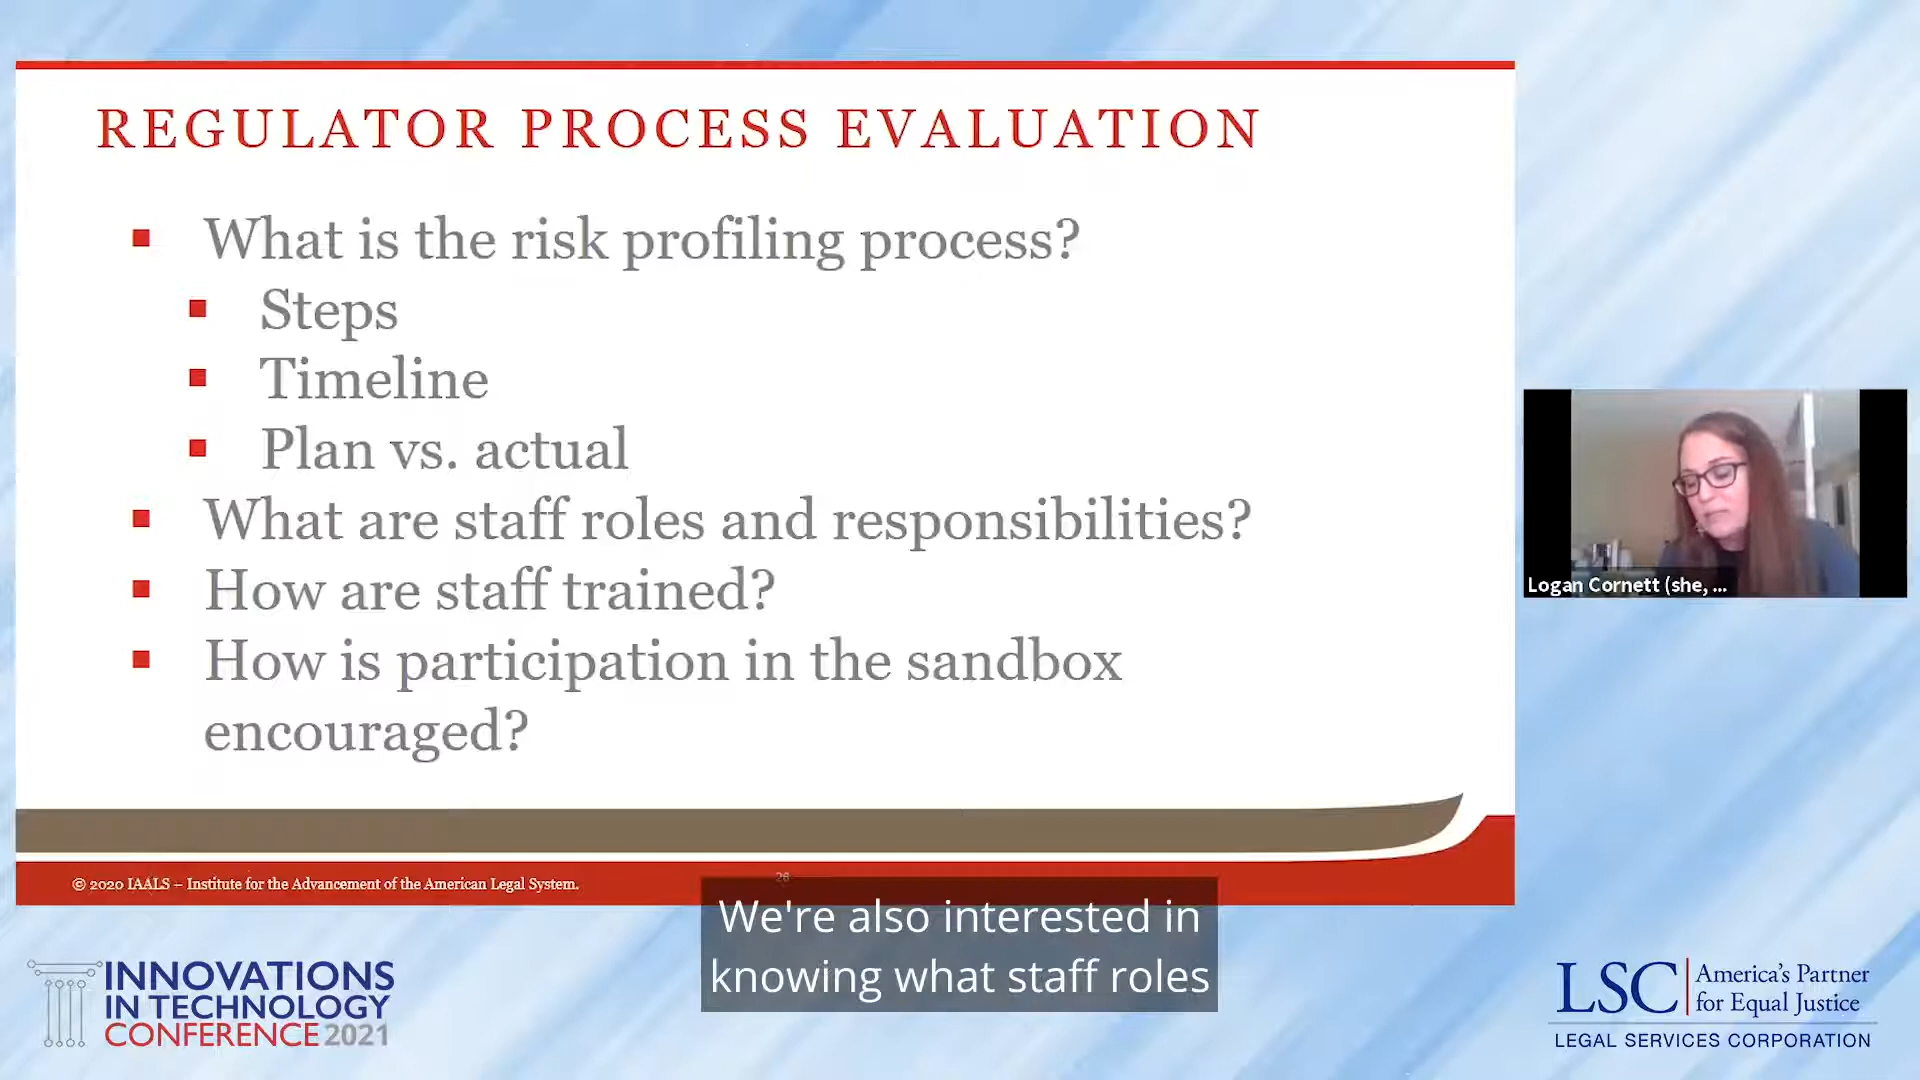 REGULATOR PROCESS EVALUATION
What is the risk profiling process?
Steps
Timeline
Plan vs. actual
What are staff roles and responsibilities?
How are staff trained?
How is participation in the sandbox
encouraged?
Logan Cornett (she, ...
© 2020 IAALS – Institute for the Advancement of the American Legal System.
26
We're also interested in
knowing what staff roles
INNOVATIONS
IN TECHNOLOGY
CONFERENCE 2021
LSC
America's Partner
for Equal Justice
LEGAL SERVICES CORPORATION